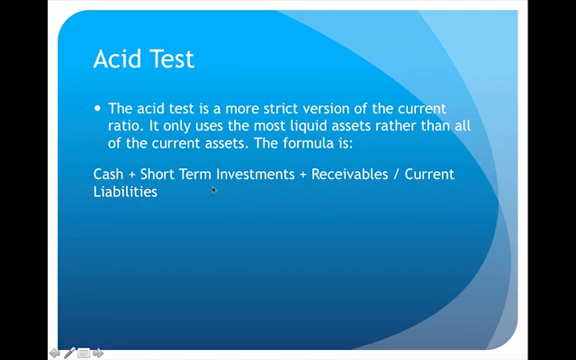 Acid Test
• The acid test is a more strict version of the current
ratio. It only uses the most liquid assets rather than all
of the current assets. The formula is:
Cash + Short Term Investments + Receivables / Current
Liabilities